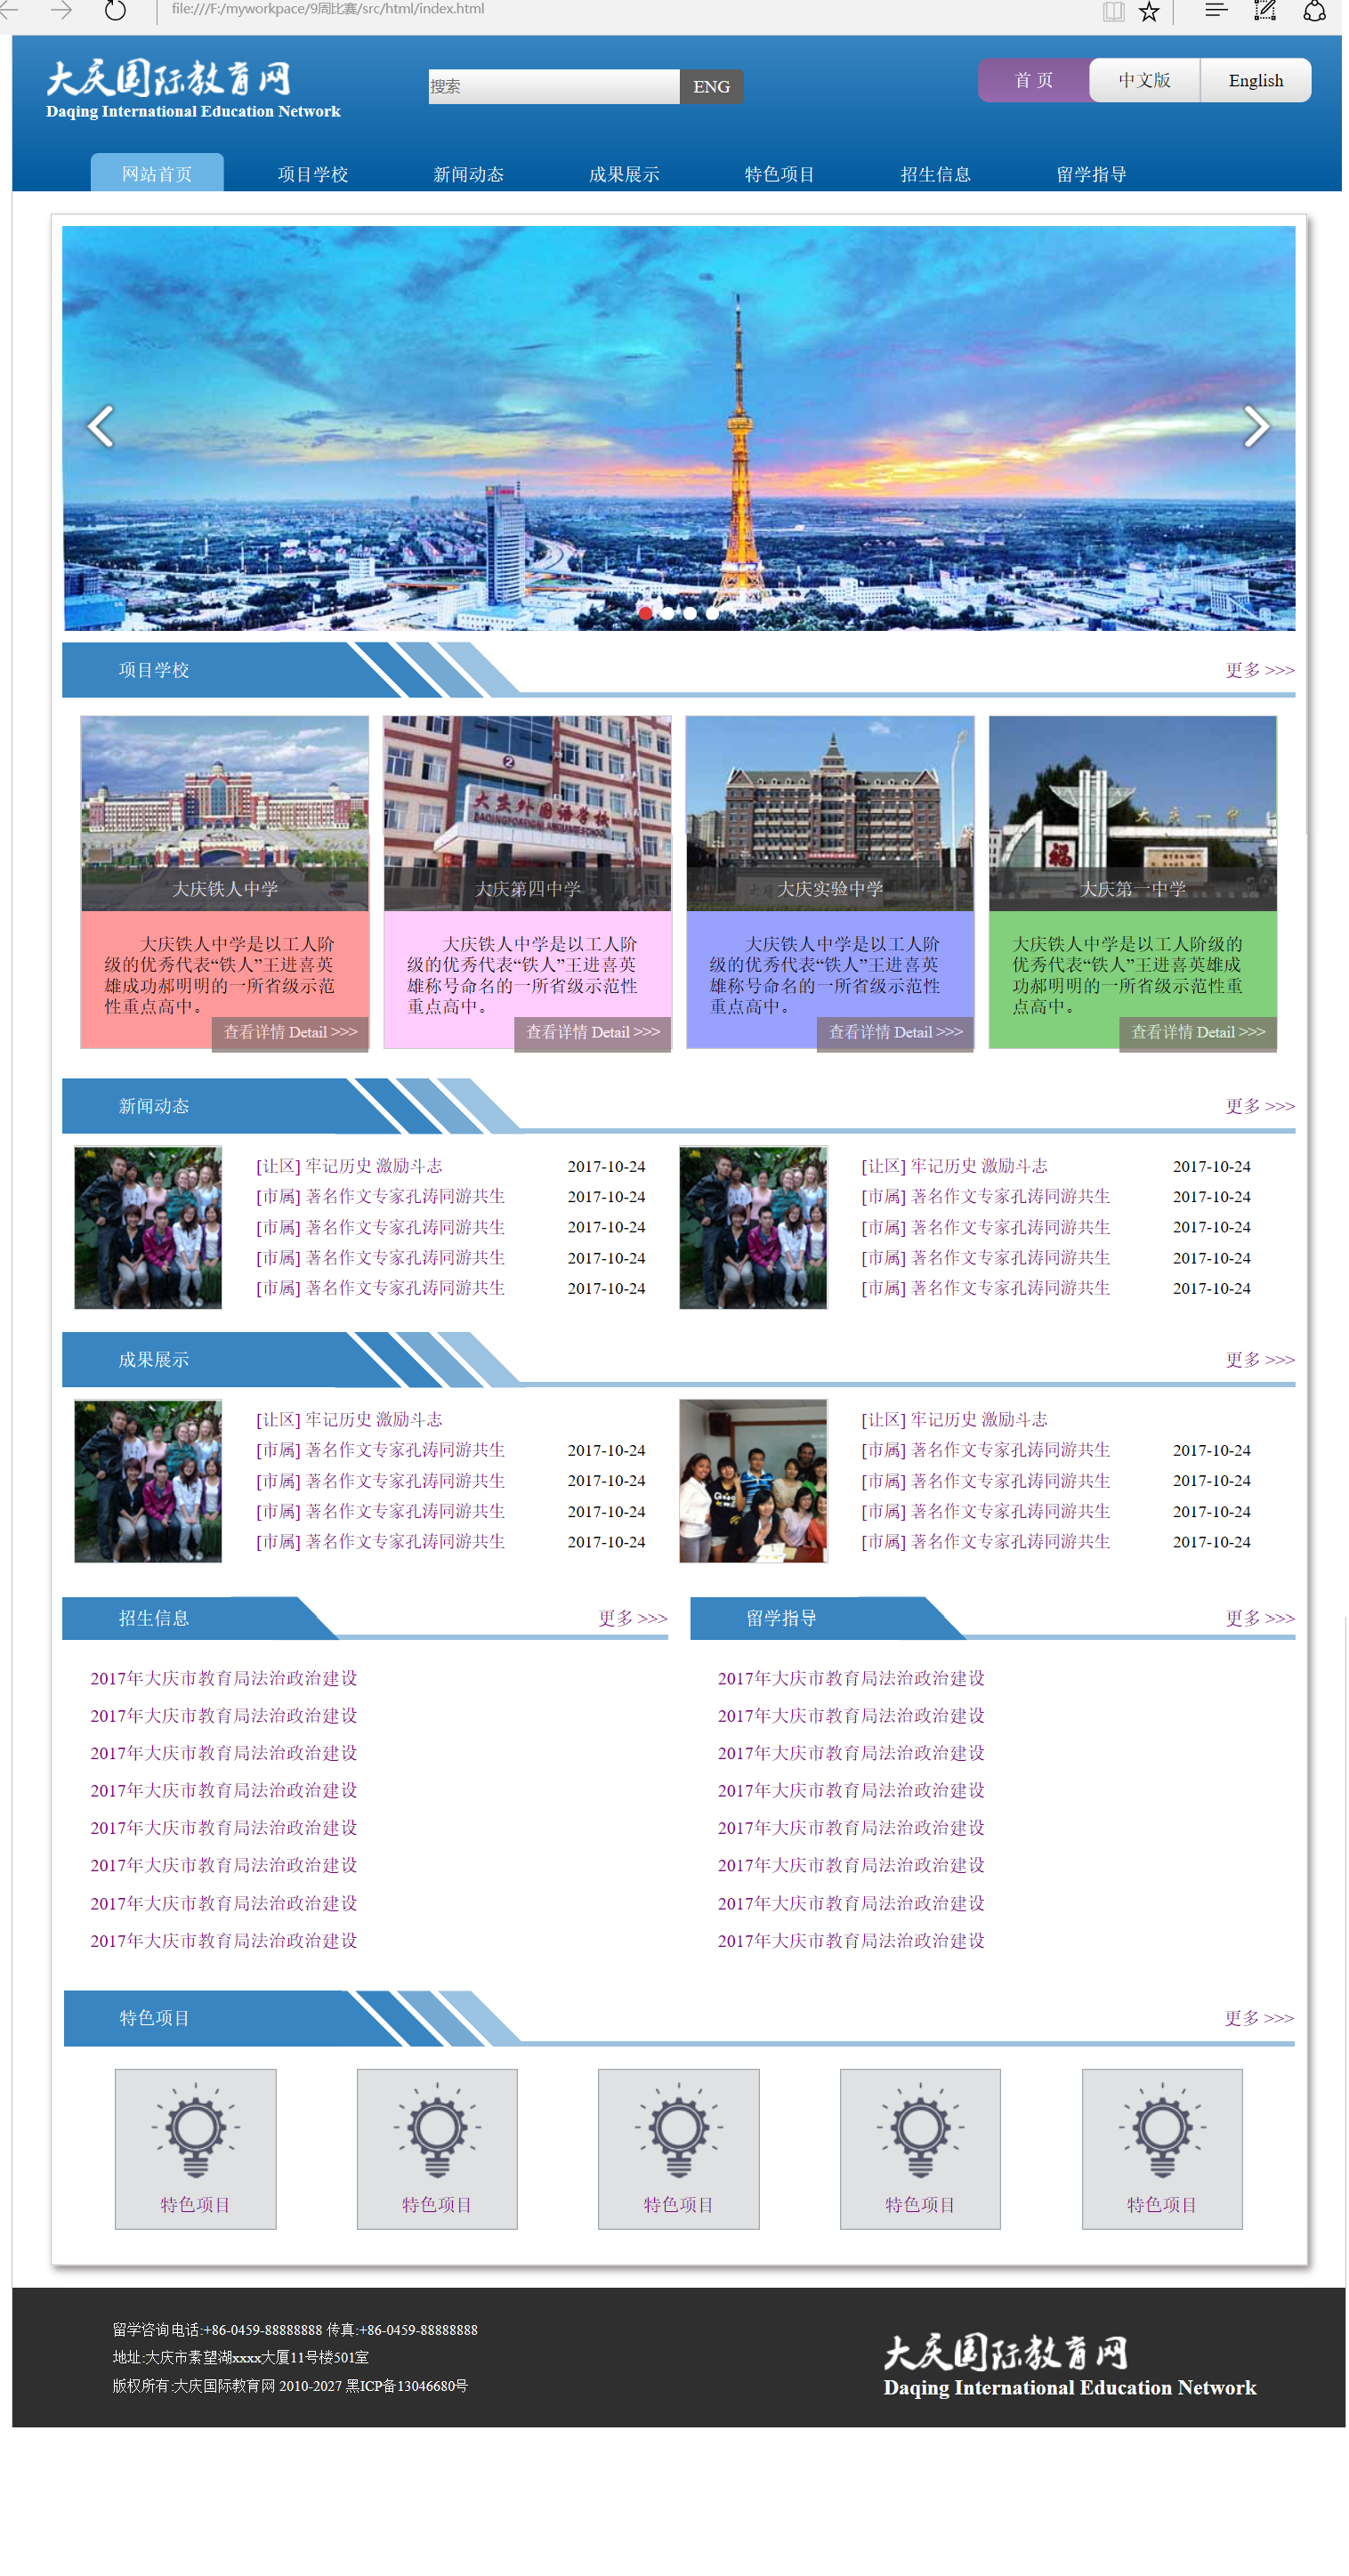 file:///F:/myworkpace/9周比赛/src/html/index.html
大庆国际教育网
Daqing International Education Network
搜索 ENG
首 页 中文版 English
网站首页 项目学校 新闻动态 成果展示 特色项目 招生信息 留学指导
项目学校 更多 >>>
2
大庆外国语学校
DAQING FOREIGN LANGUAGE SCHOOL
大庆一中
福
大庆铁人中学 大庆第四中学 大庆实验中学 大庆第一中学
大庆铁人中学是以工人阶
级的优秀代表“铁人”王进喜英
雄成功郝明明的一所省级示范
性重点高中。
查看详情 Detail >>>
大庆铁人中学是以工人阶
级的优秀代表“铁人”王进喜英
雄称号命名的一所省级示范性
重点高中。
查看详情 Detail >>>
大庆铁人中学是以工人阶
级的优秀代表“铁人”王进喜英
雄称号命名的一所省级示范性
重点高中。
查看详情 Detail >>>
大庆铁人中学是以工人阶级的
优秀代表“铁人”王进喜英雄成
功郝明明的一所省级示范性重
点高中。
查看详情 Detail >>>
新闻动态 更多 >>>
[让区] 牢记历史 激励斗志 2017-10-24
[市属] 著名作文专家孔涛同游共生 2017-10-24
[市属] 著名作文专家孔涛同游共生 2017-10-24
[市属] 著名作文专家孔涛同游共生 2017-10-24
[市属] 著名作文专家孔涛同游共生 2017-10-24
[让区] 牢记历史 激励斗志 2017-10-24
[市属] 著名作文专家孔涛同游共生 2017-10-24
[市属] 著名作文专家孔涛同游共生 2017-10-24
[市属] 著名作文专家孔涛同游共生 2017-10-24
[市属] 著名作文专家孔涛同游共生 2017-10-24
成果展示 更多 >>>
[让区] 牢记历史 激励斗志
[市属] 著名作文专家孔涛同游共生 2017-10-24
[市属] 著名作文专家孔涛同游共生 2017-10-24
[市属] 著名作文专家孔涛同游共生 2017-10-24
[市属] 著名作文专家孔涛同游共生 2017-10-24
[让区] 牢记历史 激励斗志
[市属] 著名作文专家孔涛同游共生 2017-10-24
[市属] 著名作文专家孔涛同游共生 2017-10-24
[市属] 著名作文专家孔涛同游共生 2017-10-24
[市属] 著名作文专家孔涛同游共生 2017-10-24
招生信息 更多 >>>
2017年大庆市教育局法治政治建设
2017年大庆市教育局法治政治建设
2017年大庆市教育局法治政治建设
2017年大庆市教育局法治政治建设
2017年大庆市教育局法治政治建设
2017年大庆市教育局法治政治建设
2017年大庆市教育局法治政治建设
2017年大庆市教育局法治政治建设
留学指导 更多 >>>
2017年大庆市教育局法治政治建设
2017年大庆市教育局法治政治建设
2017年大庆市教育局法治政治建设
2017年大庆市教育局法治政治建设
2017年大庆市教育局法治政治建设
2017年大庆市教育局法治政治建设
2017年大庆市教育局法治政治建设
2017年大庆市教育局法治政治建设
特色项目 更多 >>>
特色项目 特色项目 特色项目 特色项目 特色项目
留学咨询电话:+86-0459-88888888 传真:+86-0459-88888888
地址:大庆市素望湖xxxx大厦11号楼501室
版权所有:大庆国际教育网 2010-2027 黑ICP备13046680号
大庆国际教育网
Daqing International Education Network